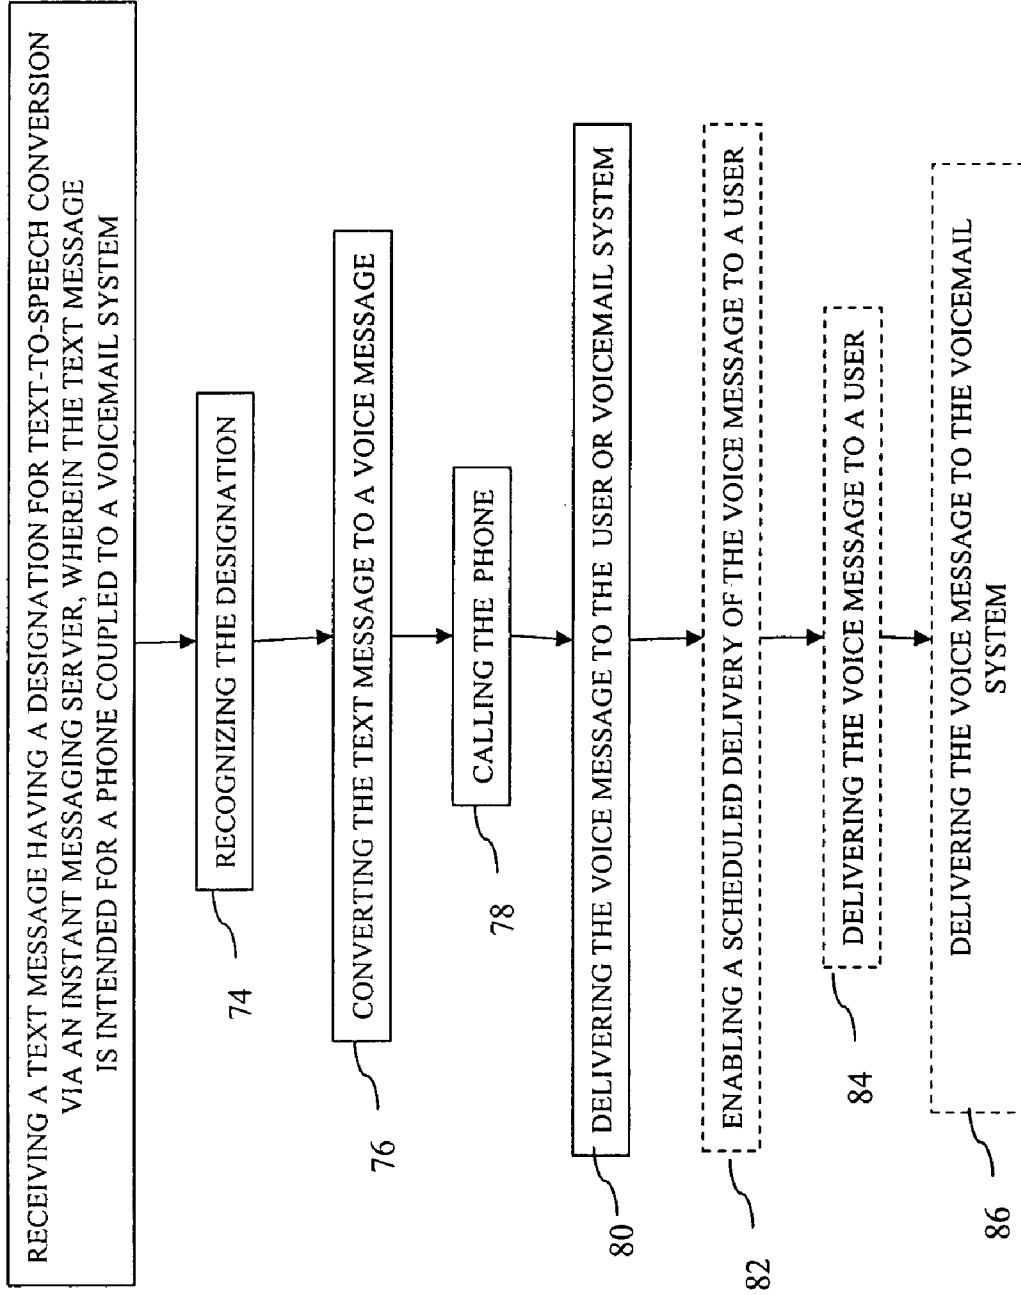 RECEIVING A TEXT MESSAGE HAVING A DESIGNATION FOR TEXT-TO-SPEECH CONVERSION
VIA AN INSTANT MESSAGING SERVER, WHEREIN THE TEXT MESSAGE
IS INTENDED FOR A PHONE COUPLED TO A VOICEMAIL SYSTEM
RECOGNIZING THE DESIGNATION
74
CONVERTING THE TEXT MESSAGE TO A VOICE MESSAGE
76
CALLING THE PHONE
78
DELIVERING THE VOICE MESSAGE TO THE USER OR VOICEMAIL SYSTEM
80
ENABLING A SCHEDULED DELIVERY OF THE VOICE MESSAGE TO A USER
82
DELIVERING THE VOICE MESSAGE TO A USER
84
DELIVERING THE VOICE MESSAGE TO THE VOICEMAIL
SYSTEM
86